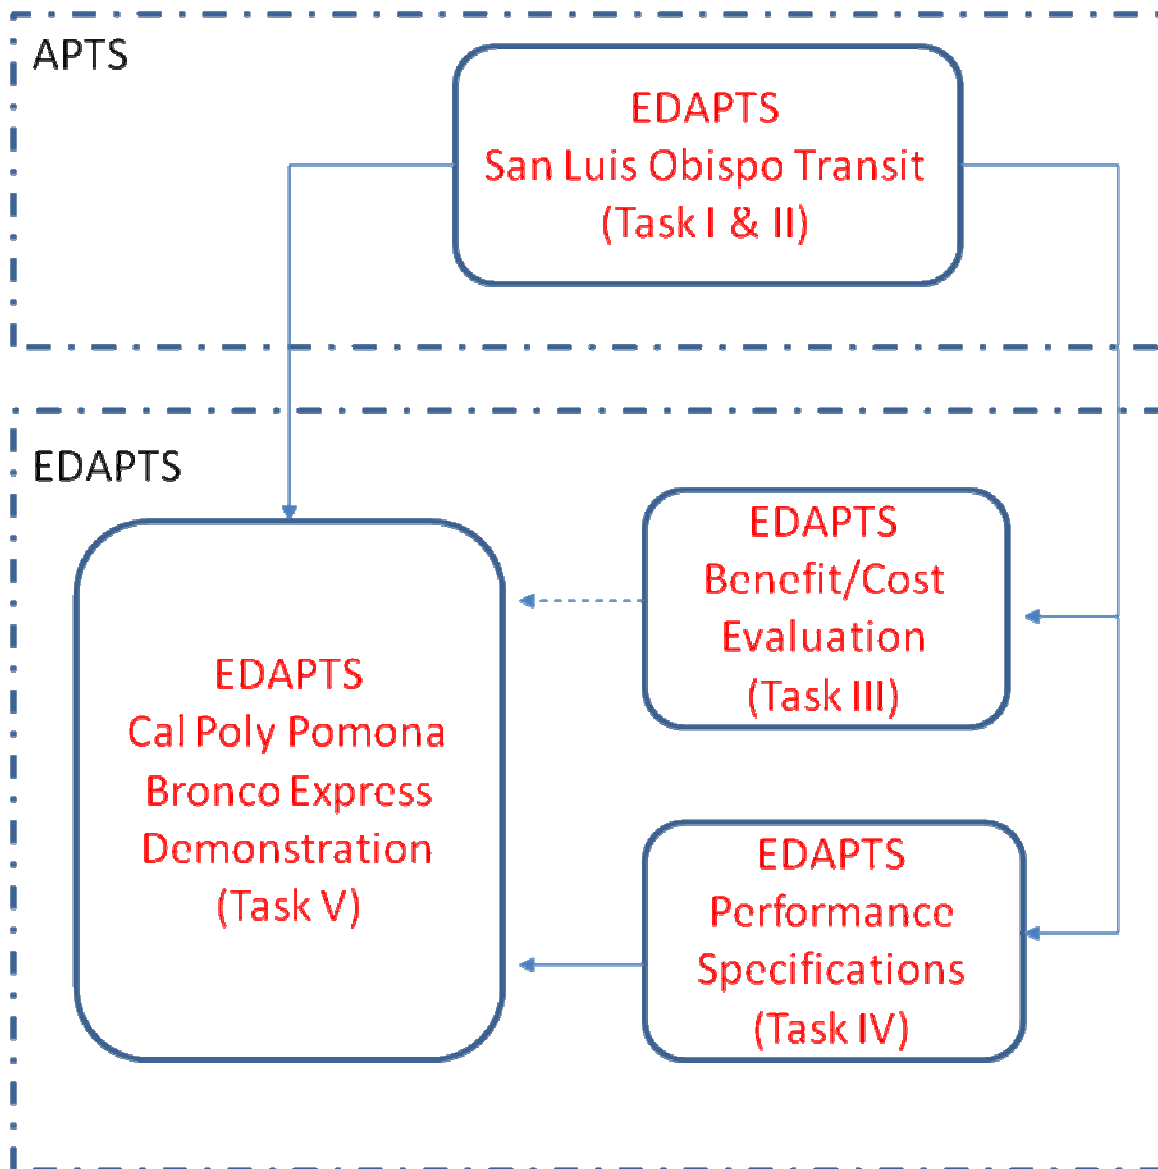 APTS
EDAPTS
San Luis Obispo Transit
(Task I & II)
EDAPTS
EDAPTS
Benefit/Cost
Evaluation
(Task III)
EDAPTS
Cal Poly Pomona
Bronco Express
Demonstration
(Task V)
EDAPTS
Performance
Specifications
(Task IV)